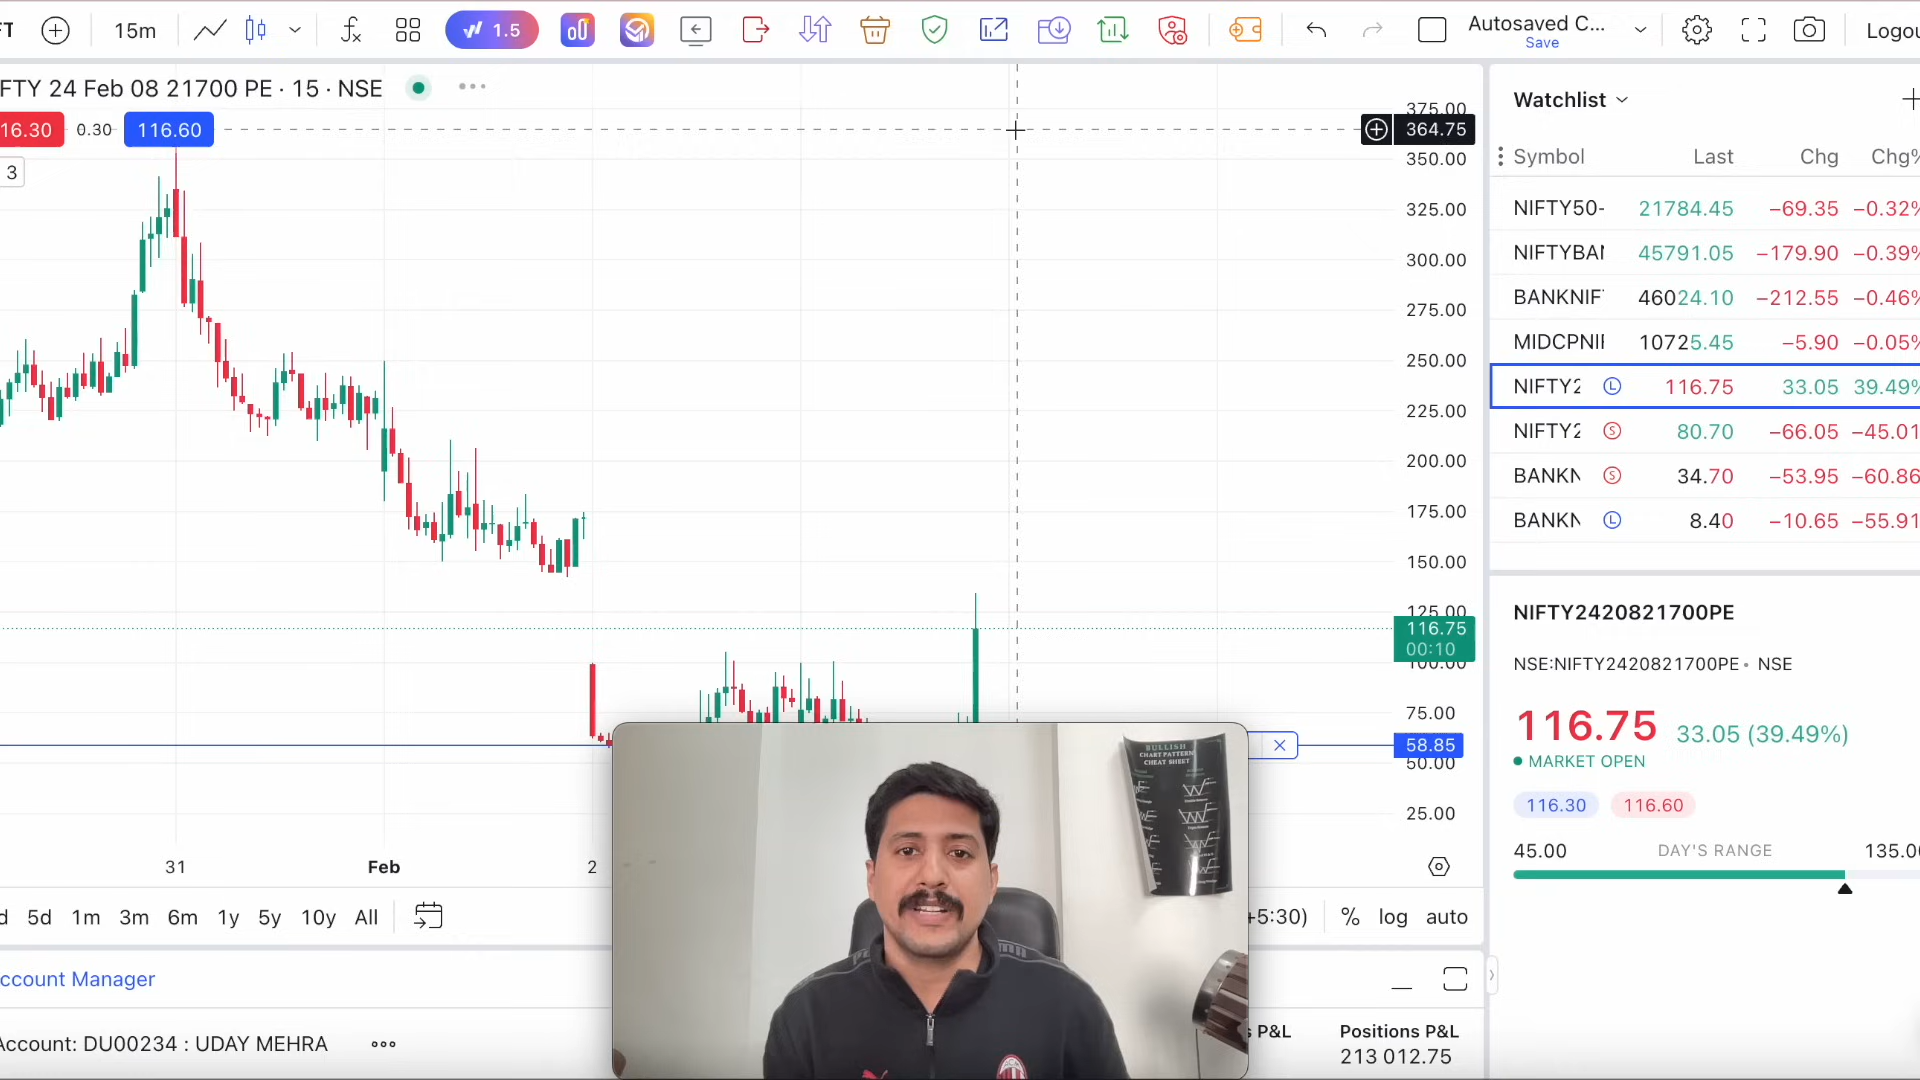 FT
15m
1.5
Autosaved C...
Save
Logou
FTY 24 Feb 08 21700 PE · 15 · NSE
16.30
0.30
116.60
3
375.00
364.75
350.00
325.00
300.00
275.00
250.00
225.00
200.00
175.00
150.00
125.00
116.75
00:10
100.00
75.00
58.85
50.00
25.00
31
Feb
2
5d
1m
3m
6m
1y
5y
10y
All
+5:30)
%
log
auto
ccount Manager
Account: DU00234 : UDAY MEHRA
s P&L
Positions P&L
213 012.75
BULLISH
CHART PATTERN
CHEAT SHEET
Watchlist
Symbol Last Chg Chg%
NIFTY50- 21784.45 −69.35 −0.32%
NIFTYBAN 45791.05 −179.90 −0.39%
BANKNIF 46024.10 −212.55 −0.46%
MIDCPNII 10725.45 −5.90 −0.05%
NIFTY2 L 116.75 33.05 39.49%
NIFTY2 S 80.70 −66.05 −45.01
BANKN S 34.70 −53.95 −60.86
BANKN L 8.40 −10.65 −55.91
NIFTY2420821700PE
NSE:NIFTY2420821700PE • NSE
116.75 33.05 (39.49%)
MARKET OPEN
116.30 116.60
45.00 DAY'S RANGE 135.00